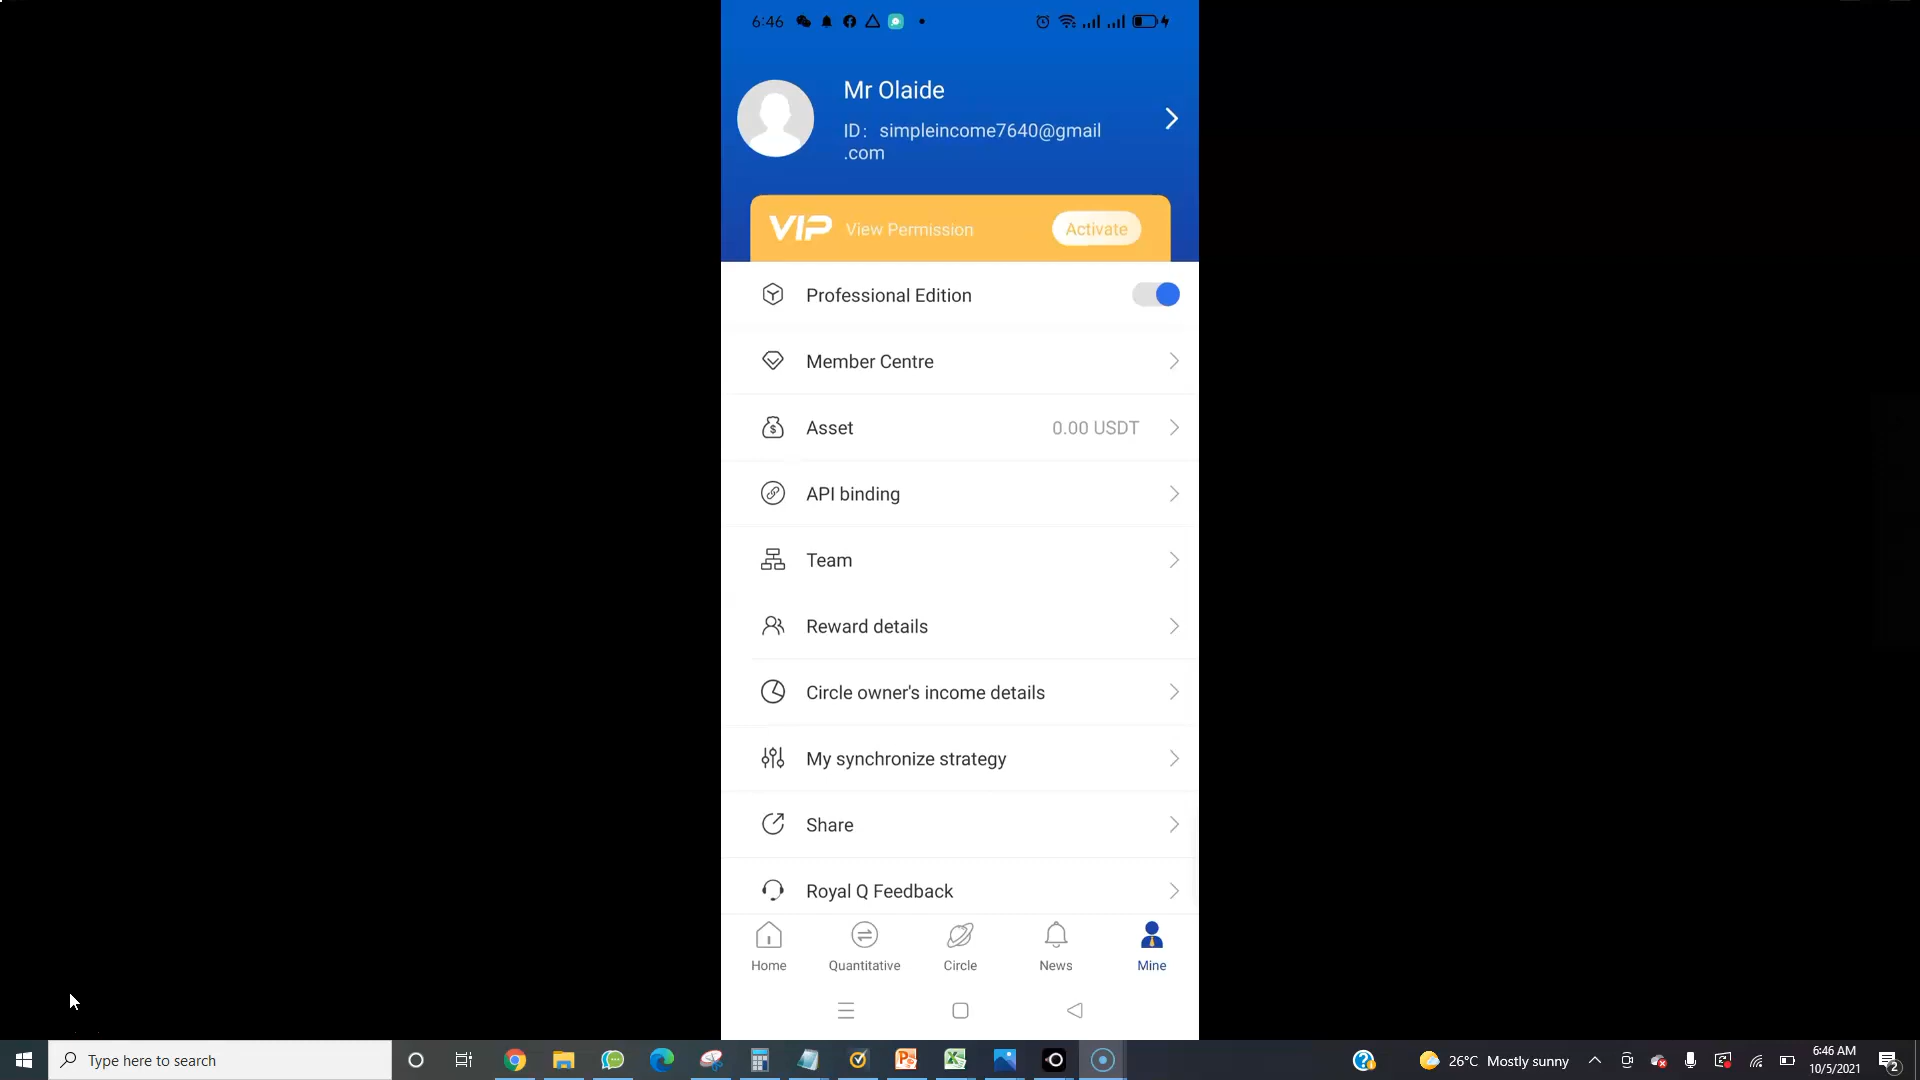 6:46
Mr Olaide
ID: simpleincome7640@gmail
.com
VIP View Permission Activate
Professional Edition
Member Centre
Asset 0.00 USDT
API binding
Team
Reward details
Circle owner's income details
My synchronize strategy
Share
Royal Q Feedback
Home Quantitative Circle News Mine
Type here to search
26°C Mostly sunny
6:46 AM
10/5/2021
2